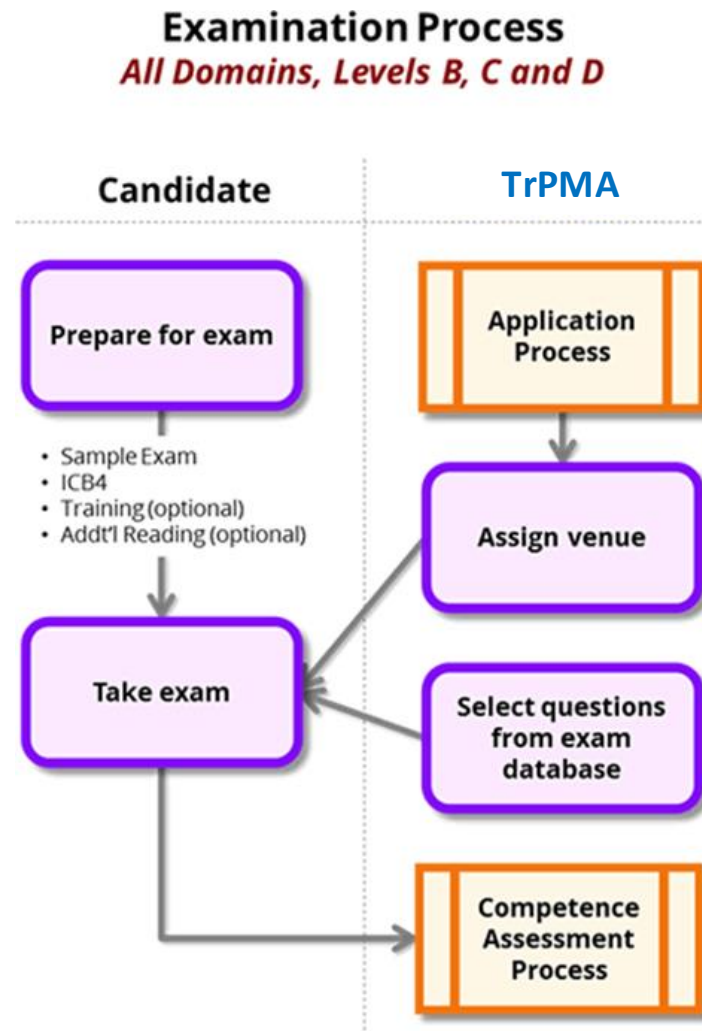 Examination Process
All Domains, Levels B, C and D
Candidate
TrPMA
Prepare for exam
Application
Process
• Sample Exam
• ICB4
• Training (optional)
• Addt'l Reading (optional)
Assign venue
Take exam
Select questions
from exam
database
Competence
Assessment
Process